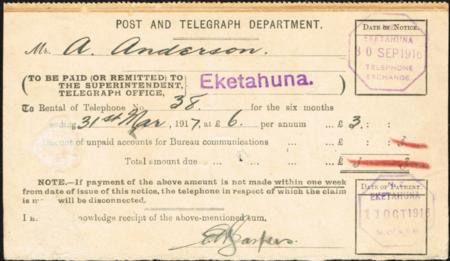 POST AND TELEGRAPH DEPARTMENT.
Mr. A. Anderson.
DATE OF NOTICE.
EKETAHUNA
30 SEP 1916
TELEPHONE
EXCHANGE
(TO BE PAID (OR REMITTED) TO
THE SUPERINTENDENT,
TELEGRAPH OFFICE,
Eketahuna.)
To Rental of Telephone No. 38. for the six months
ending 31st Mar, 1917, at £ 6. per annum ... £ 3 : :
of unpaid accounts for Bureau communications ... £
Total amount due ... £
NOTE.—If payment of the above amount is not made within one week
from date of issue of this notice, the telephone in respect of which the claim
is will be disconnected.
DATE OF PAYMENT.
EKETAHUNA
11 OCT 1916
knowledge receipt of the above-mentioned sum.